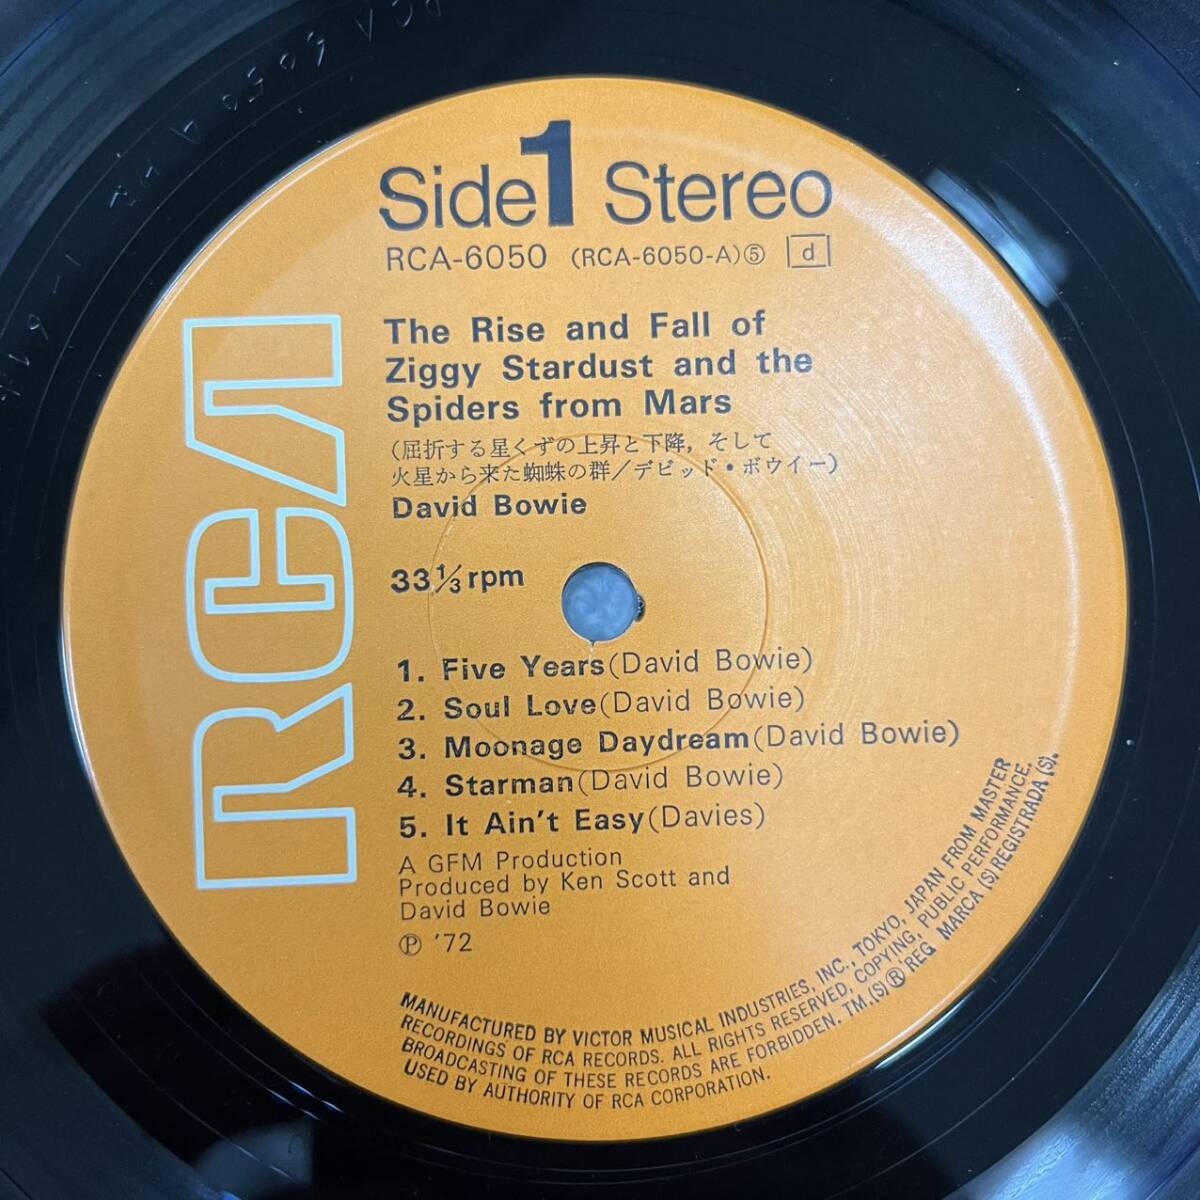 Side 1 Stereo
RCA-6050 (RCA-6050-A)⑤ d
The Rise and Fall of
Ziggy Stardust and the
Spiders from Mars
(屈折する星くずの上昇と下降,そして
火星から来た蜘蛛の群/デビッド・ボウイー)
David Bowie
33⅓rpm
1. Five Years(David Bowie)
2. Soul Love(David Bowie)
3. Moonage Daydream(David Bowie)
4. Starman(David Bowie)
5. It Ain't Easy(Davies)
A GFM Production
Produced by Ken Scott and
David Bowie
Ⓟ '72
RCA
MANUFACTURED BY VICTOR MUSICAL INDUSTRIES, INC., TOKYO, JAPAN FROM MASTER
RECORDINGS OF RCA RECORDS. ALL RIGHTS RESERVED, COPYING, PUBLIC PERFORMANCE,
BROADCASTING OF THESE RECORDS ARE FORBIDDEN. TM.(S)® REG. MARCA (S) REGISTRADA (S).
USED BY AUTHORITY OF RCA CORPORATION.